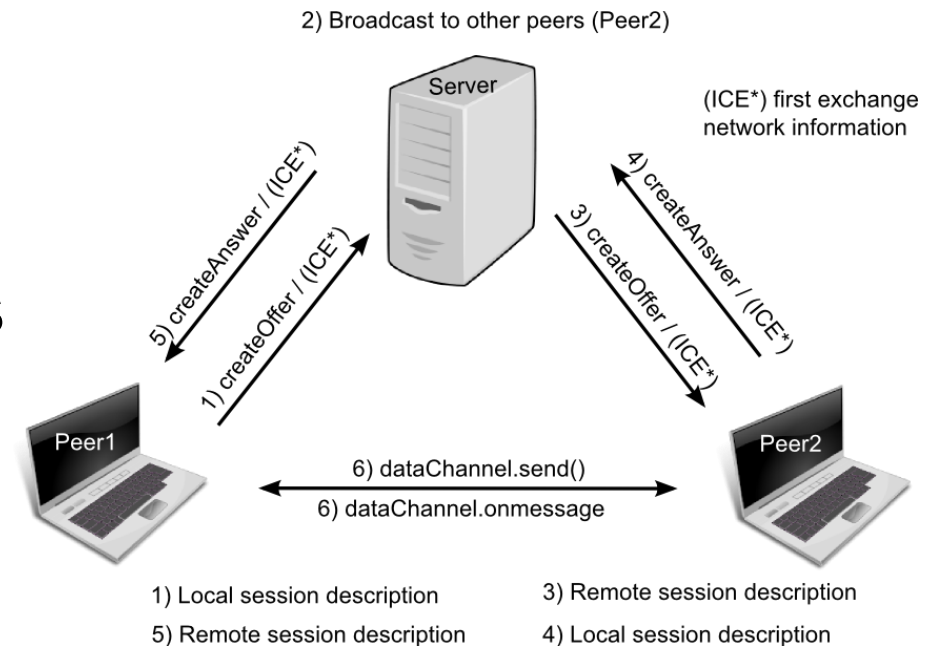 2) Broadcast to other peers (Peer2)
Server
(ICE*) first exchange
network information
5) createAnswer / (ICE*)
1) createOffer / (ICE*)
3) createOffer / (ICE*)
4) createAnswer / (ICE*)
Peer1
Peer2
6) dataChannel.send()
6) dataChannel.onmessage
1) Local session description
3) Remote session description
5) Remote session description
4) Local session description